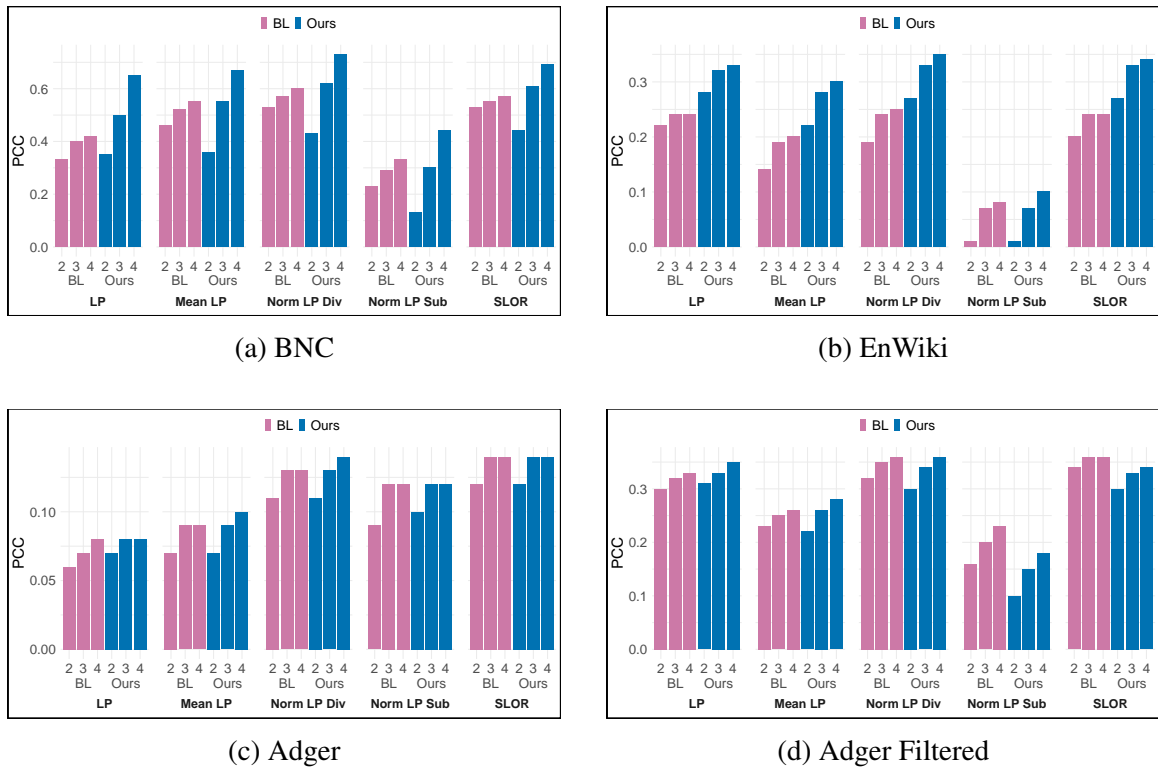 BL Ours
PCC
0.6
0.4
0.2
0.0
2 3 4 2 3 4 2 3 4 2 3 4 2 3 4 2 3 4 2 3 4 2 3 4 2 3 4 2 3 4
BL Ours BL Ours BL Ours BL Ours BL Ours
LP Mean LP Norm LP Div Norm LP Sub SLOR
(a) BNC
BL Ours
PCC
0.3
0.2
0.1
0.0
2 3 4 2 3 4 2 3 4 2 3 4 2 3 4 2 3 4 2 3 4 2 3 4 2 3 4 2 3 4
BL Ours BL Ours BL Ours BL Ours BL Ours
LP Mean LP Norm LP Div Norm LP Sub SLOR
(b) EnWiki
BL Ours
PCC
0.10
0.05
0.00
2 3 4 2 3 4 2 3 4 2 3 4 2 3 4 2 3 4 2 3 4 2 3 4 2 3 4 2 3 4
BL Ours BL Ours BL Ours BL Ours BL Ours
LP Mean LP Norm LP Div Norm LP Sub SLOR
(c) Adger
BL Ours
PCC
0.3
0.2
0.1
0.0
2 3 4 2 3 4 2 3 4 2 3 4 2 3 4 2 3 4 2 3 4 2 3 4 2 3 4 2 3 4
BL Ours BL Ours BL Ours BL Ours BL Ours
LP Mean LP Norm LP Div Norm LP Sub SLOR
(d) Adger Filtered